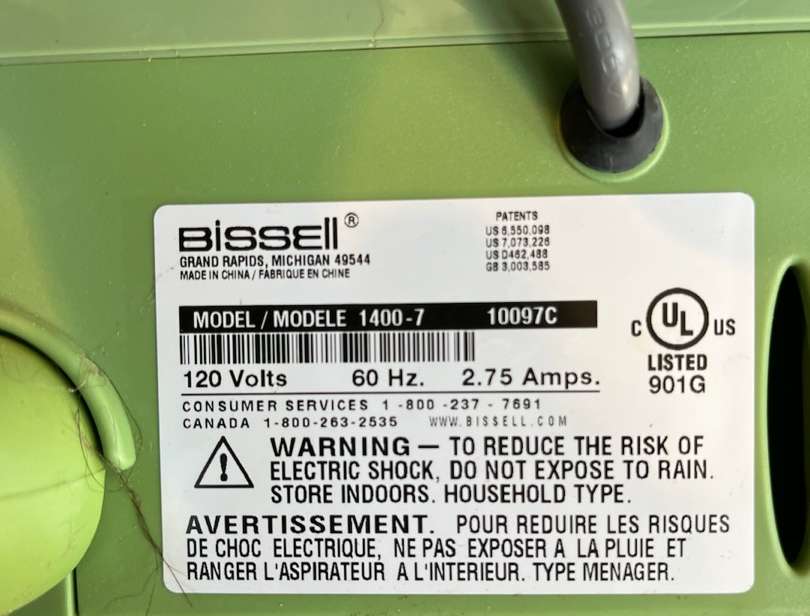 BISSELL®
GRAND RAPIDS, MICHIGAN 49544
MADE IN CHINA / FABRIQUE EN CHINE
PATENTS
US 6,550,098
US 7,073,226
US D462,488
GB 3,003,585
MODEL / MODELE 1400-7 10097C
120 Volts 60 Hz. 2.75 Amps.
CONSUMER SERVICES 1-800-237-7691
CANADA 1-800-263-2535 WWW.BISSELL.COM
C UL US
LISTED
901G
WARNING — TO REDUCE THE RISK OF
ELECTRIC SHOCK, DO NOT EXPOSE TO RAIN.
STORE INDOORS. HOUSEHOLD TYPE.
AVERTISSEMENT. POUR REDUIRE LES RISQUES
DE CHOC ELECTRIQUE, NE PAS EXPOSER A LA PLUIE ET
RANGER L'ASPIRATEUR A L'INTERIEUR. TYPE MENAGER.